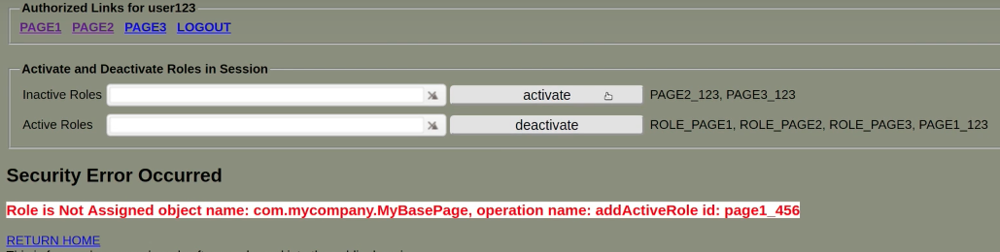 Authorized Links for user123
PAGE1 PAGE2 PAGE3 LOGOUT
Activate and Deactivate Roles in Session
Inactive Roles activate PAGE2_123, PAGE3_123
Active Roles deactivate ROLE_PAGE1, ROLE_PAGE2, ROLE_PAGE3, PAGE1_123
Security Error Occurred
Role is Not Assigned object name: com.mycompany.MyBasePage, operation name: addActiveRole id: page1_456
RETURN HOME